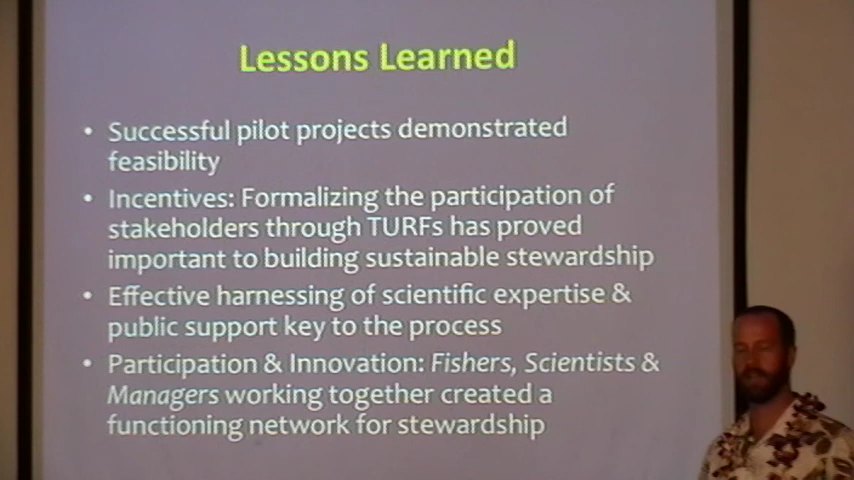 Lessons Learned
• Successful pilot projects demonstrated
feasibility
• Incentives: Formalizing the participation of
stakeholders through TURFs has proved
important to building sustainable stewardship
• Effective harnessing of scientific expertise &
public support key to the process
• Participation & Innovation: Fishers, Scientists &
Managers working together created a
functioning network for stewardship